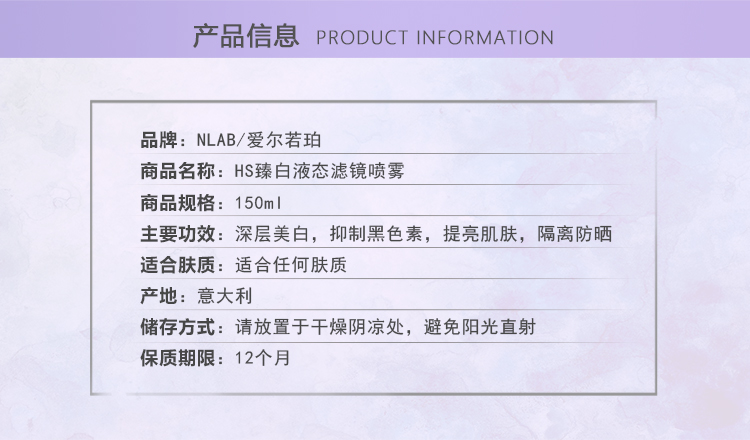 产品信息 PRODUCT INFORMATION
品牌：NLAB/爱尔若珀
商品名称：HS臻白液态滤镜喷雾
商品规格：150ml
主要功效：深层美白，抑制黑色素，提亮肌肤，隔离防晒
适合肤质：适合任何肤质
产地：意大利
储存方式：请放置于干燥阴凉处，避免阳光直射
保质期限：12个月